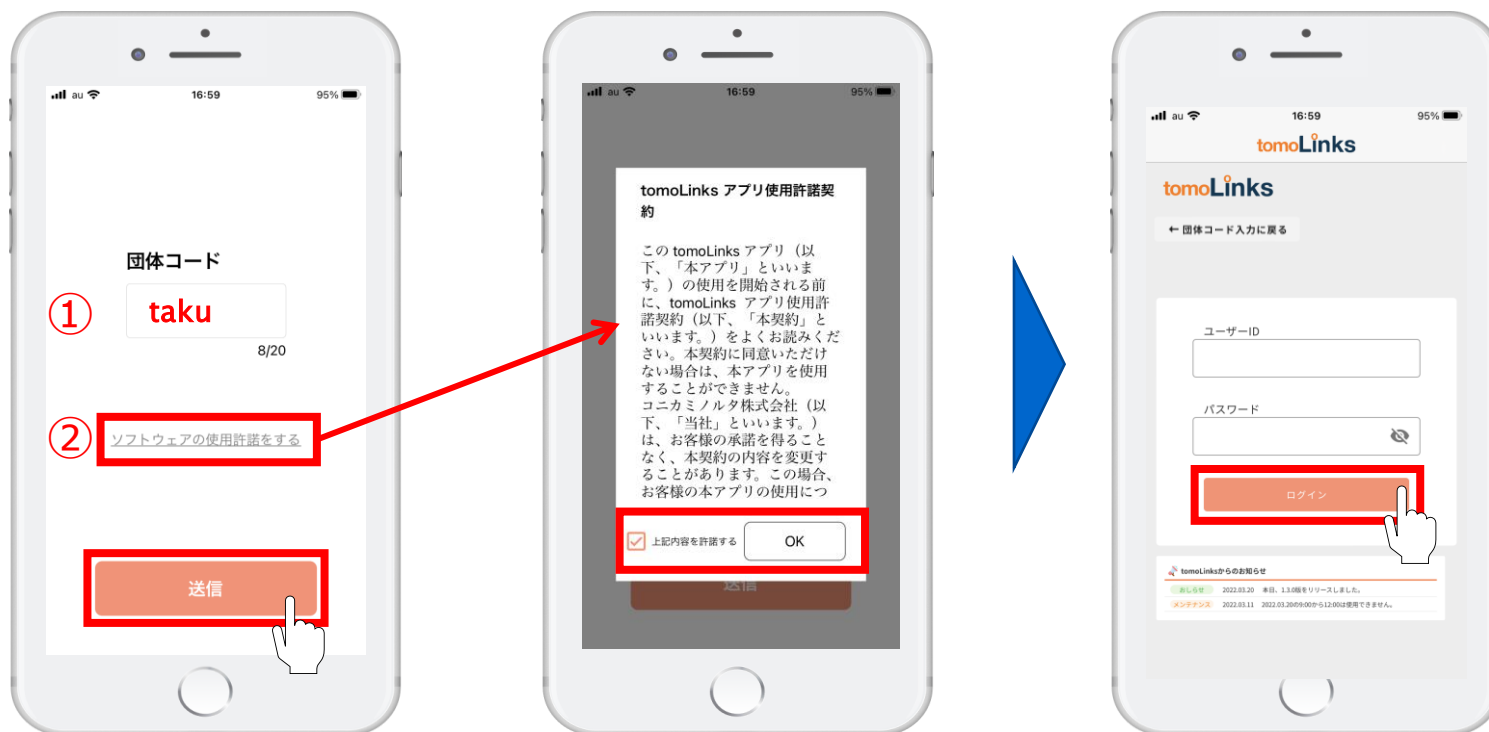 au 16:59 95%
団体コード
① taku
8/20
② ソフトウェアの使用許諾をする
送信
au 16:59 95%
tomoLinks アプリ使用許諾契
約
この tomoLinks アプリ（以
下、「本アプリ」といいま
す。）の使用を開始される前
に、tomoLinks アプリ使用許
諾契約（以下、「本契約」と
いいます。）をよくお読みくだ
さい。本契約に同意いただけ
ない場合は、本アプリを使用
することができません。
コニカミノルタ株式会社（以
下、「当社」といいます。）
は、お客様の承諾を得ること
なく、本契約の内容を変更す
ることがあります。この場合、
お客様の本アプリの使用につ
上記内容を許諾する OK
送信
au 16:59 95%
tomoLinks
tomoLinks
← 団体コード入力に戻る
ユーザーID
パスワード
ログイン
tomoLinksからのお知らせ
おしらせ 2022.03.20 本日、1.3.0版をリリースしました。
メンテナンス 2022.03.11 2022.03.20の9:00から12:00は使用できません。